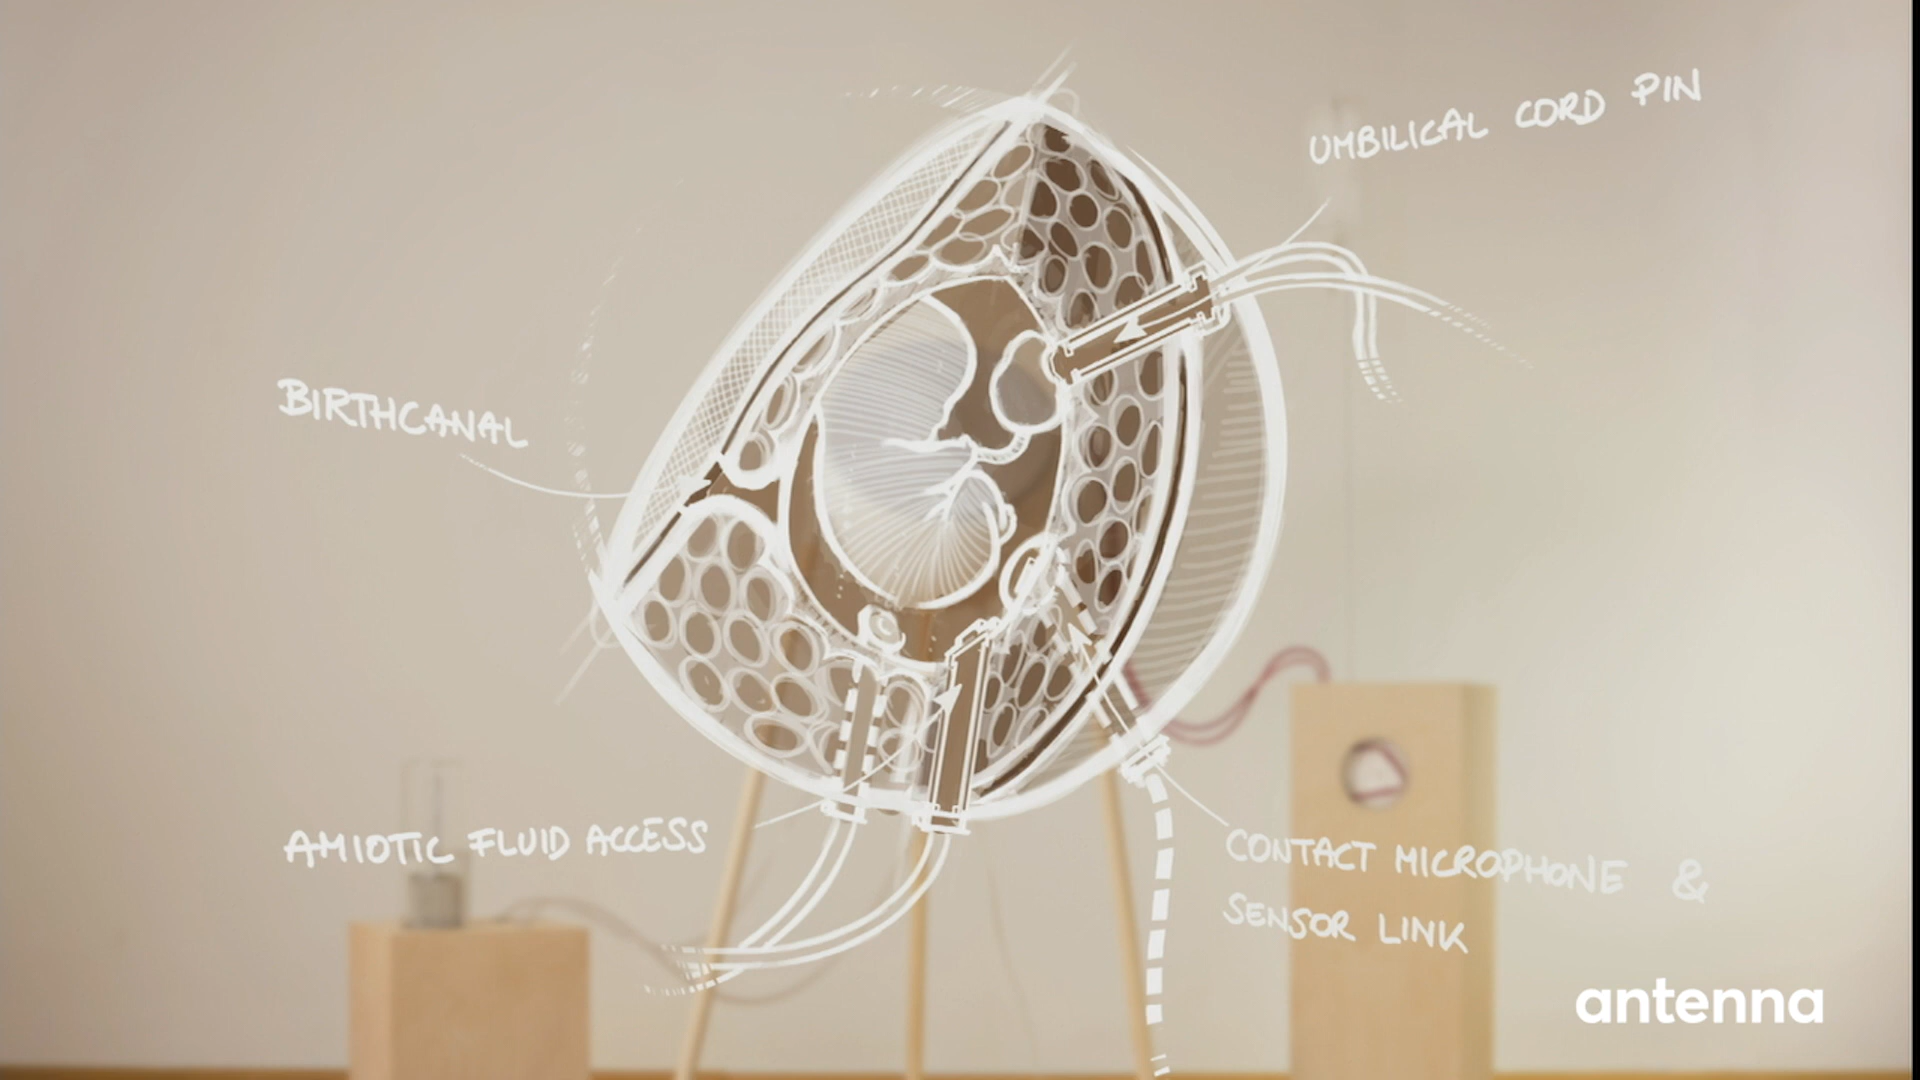 UMBILICAL CORD PIN
BIRTHCANAL
AMIOTIC FLUID ACCESS
CONTACT MICROPHONE &
SENSOR LINK
antenna